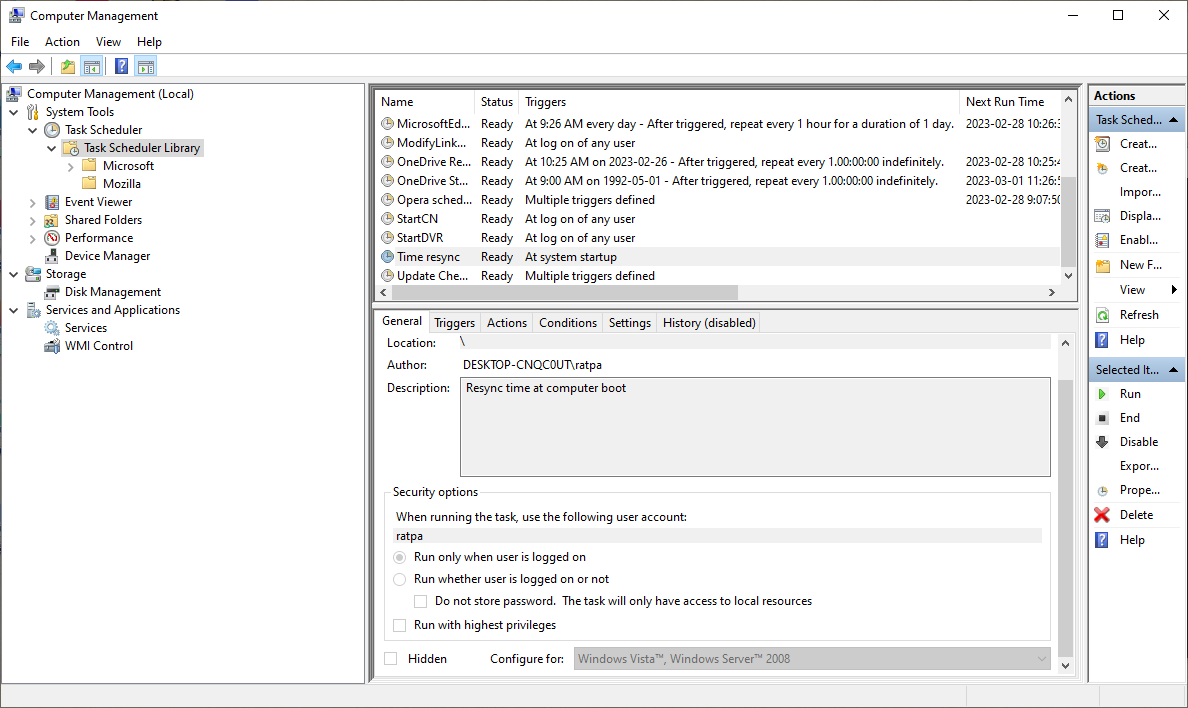 Computer Management
File Action View Help
Computer Management (Local)
System Tools
Task Scheduler
Task Scheduler Library
Microsoft
Mozilla
Event Viewer
Shared Folders
Performance
Device Manager
Storage
Disk Management
Services and Applications
Services
WMI Control
Name Status Triggers Next Run Time
MicrosoftEd... Ready At 9:26 AM every day - After triggered, repeat every 1 hour for a duration of 1 day. 2023-02-28 10:26:
ModifyLink... Ready At log on of any user
OneDrive Re... Ready At 10:25 AM on 2023-02-26 - After triggered, repeat every 1.00:00:00 indefinitely. 2023-02-28 10:25:
OneDrive St... Ready At 9:00 AM on 1992-05-01 - After triggered, repeat every 1.00:00:00 indefinitely. 2023-03-01 11:26:
Opera sched... Ready Multiple triggers defined 2023-02-28 9:07:50
StartCN Ready At log on of any user
StartDVR Ready At log on of any user
Time resync Ready At system startup
Update Che... Ready Multiple triggers defined
General Triggers Actions Conditions Settings History (disabled)
Location: \
Author: DESKTOP-CNQC0UT\ratpa
Description: Resync time at computer boot
Security options
When running the task, use the following user account:
ratpa
Run only when user is logged on
Run whether user is logged on or not
Do not store password. The task will only have access to local resources
Run with highest privileges
Hidden Configure for: Windows Vista™, Windows Server™ 2008
Actions
Task Sched...
Creat...
Creat...
Impor...
Displa...
Enabl...
New F...
View
Refresh
Help
Selected It...
Run
End
Disable
Expor...
Prope...
Delete
Help